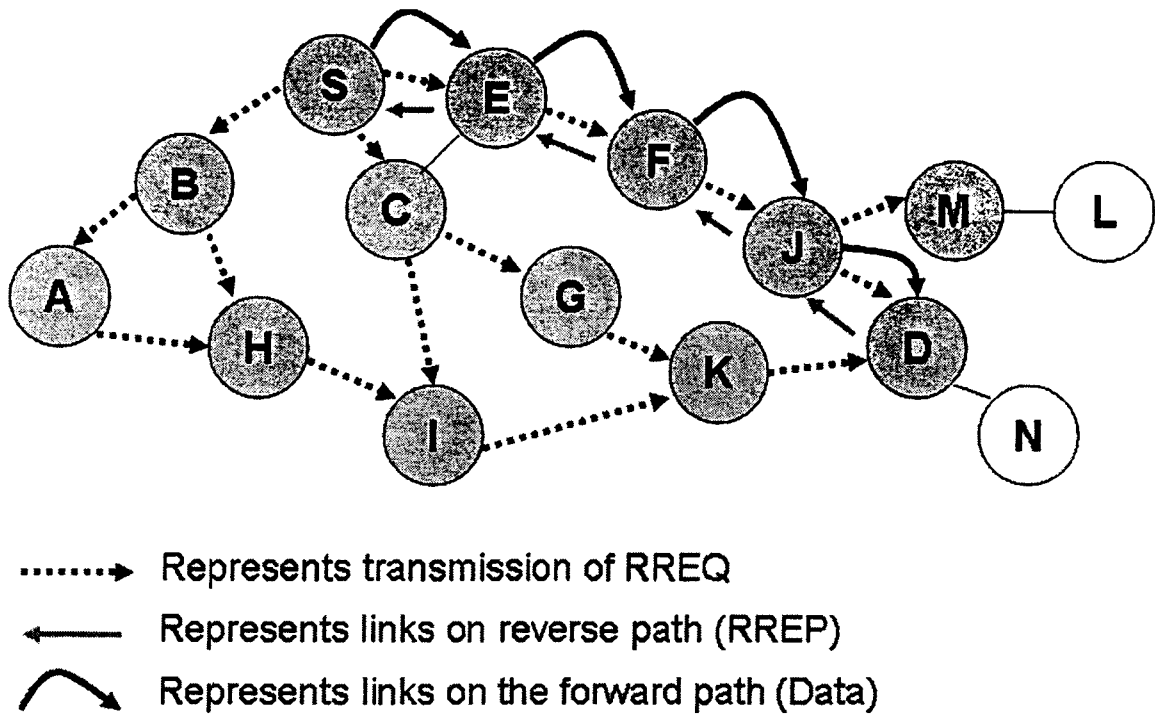 S
E
B
C
F
A
H
G
J
M
L
K
D
I
N
Represents transmission of RREQ
Represents links on reverse path (RREP)
Represents links on the forward path (Data)